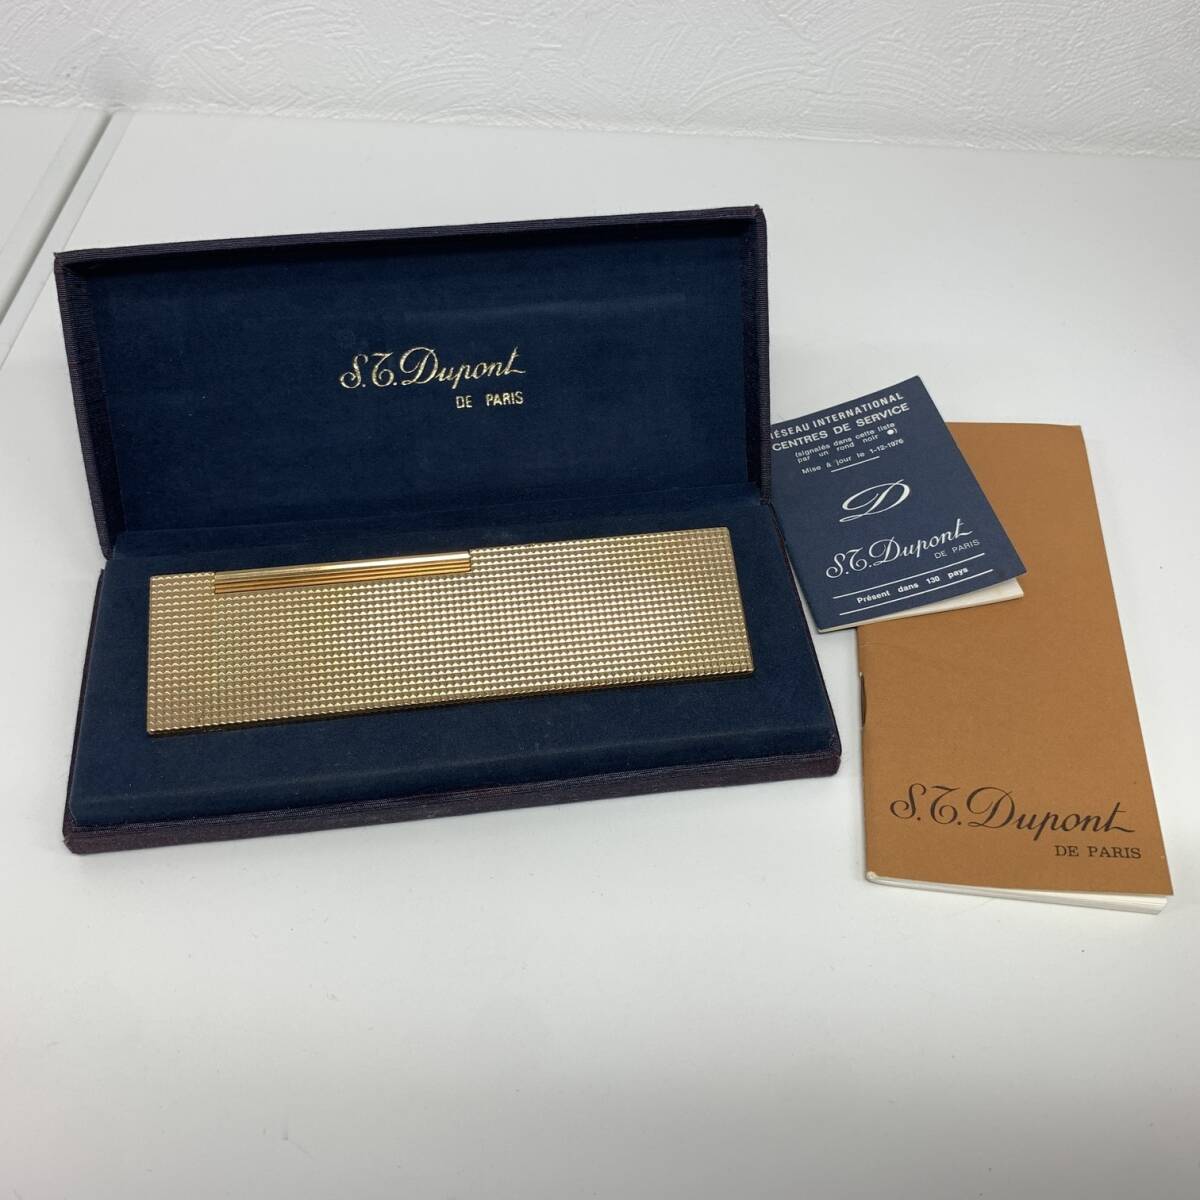 S.T. Dupont
DE PARIS
RÉSEAU INTERNATIONAL
CENTRES DE SERVICE
(signalés dans cette liste
par un rond noir ●)
Mise à jour le 1-12-1976
D
S.T. Dupont
DE PARIS
Présent dans 130 pays
S.T. Dupont
DE PARIS